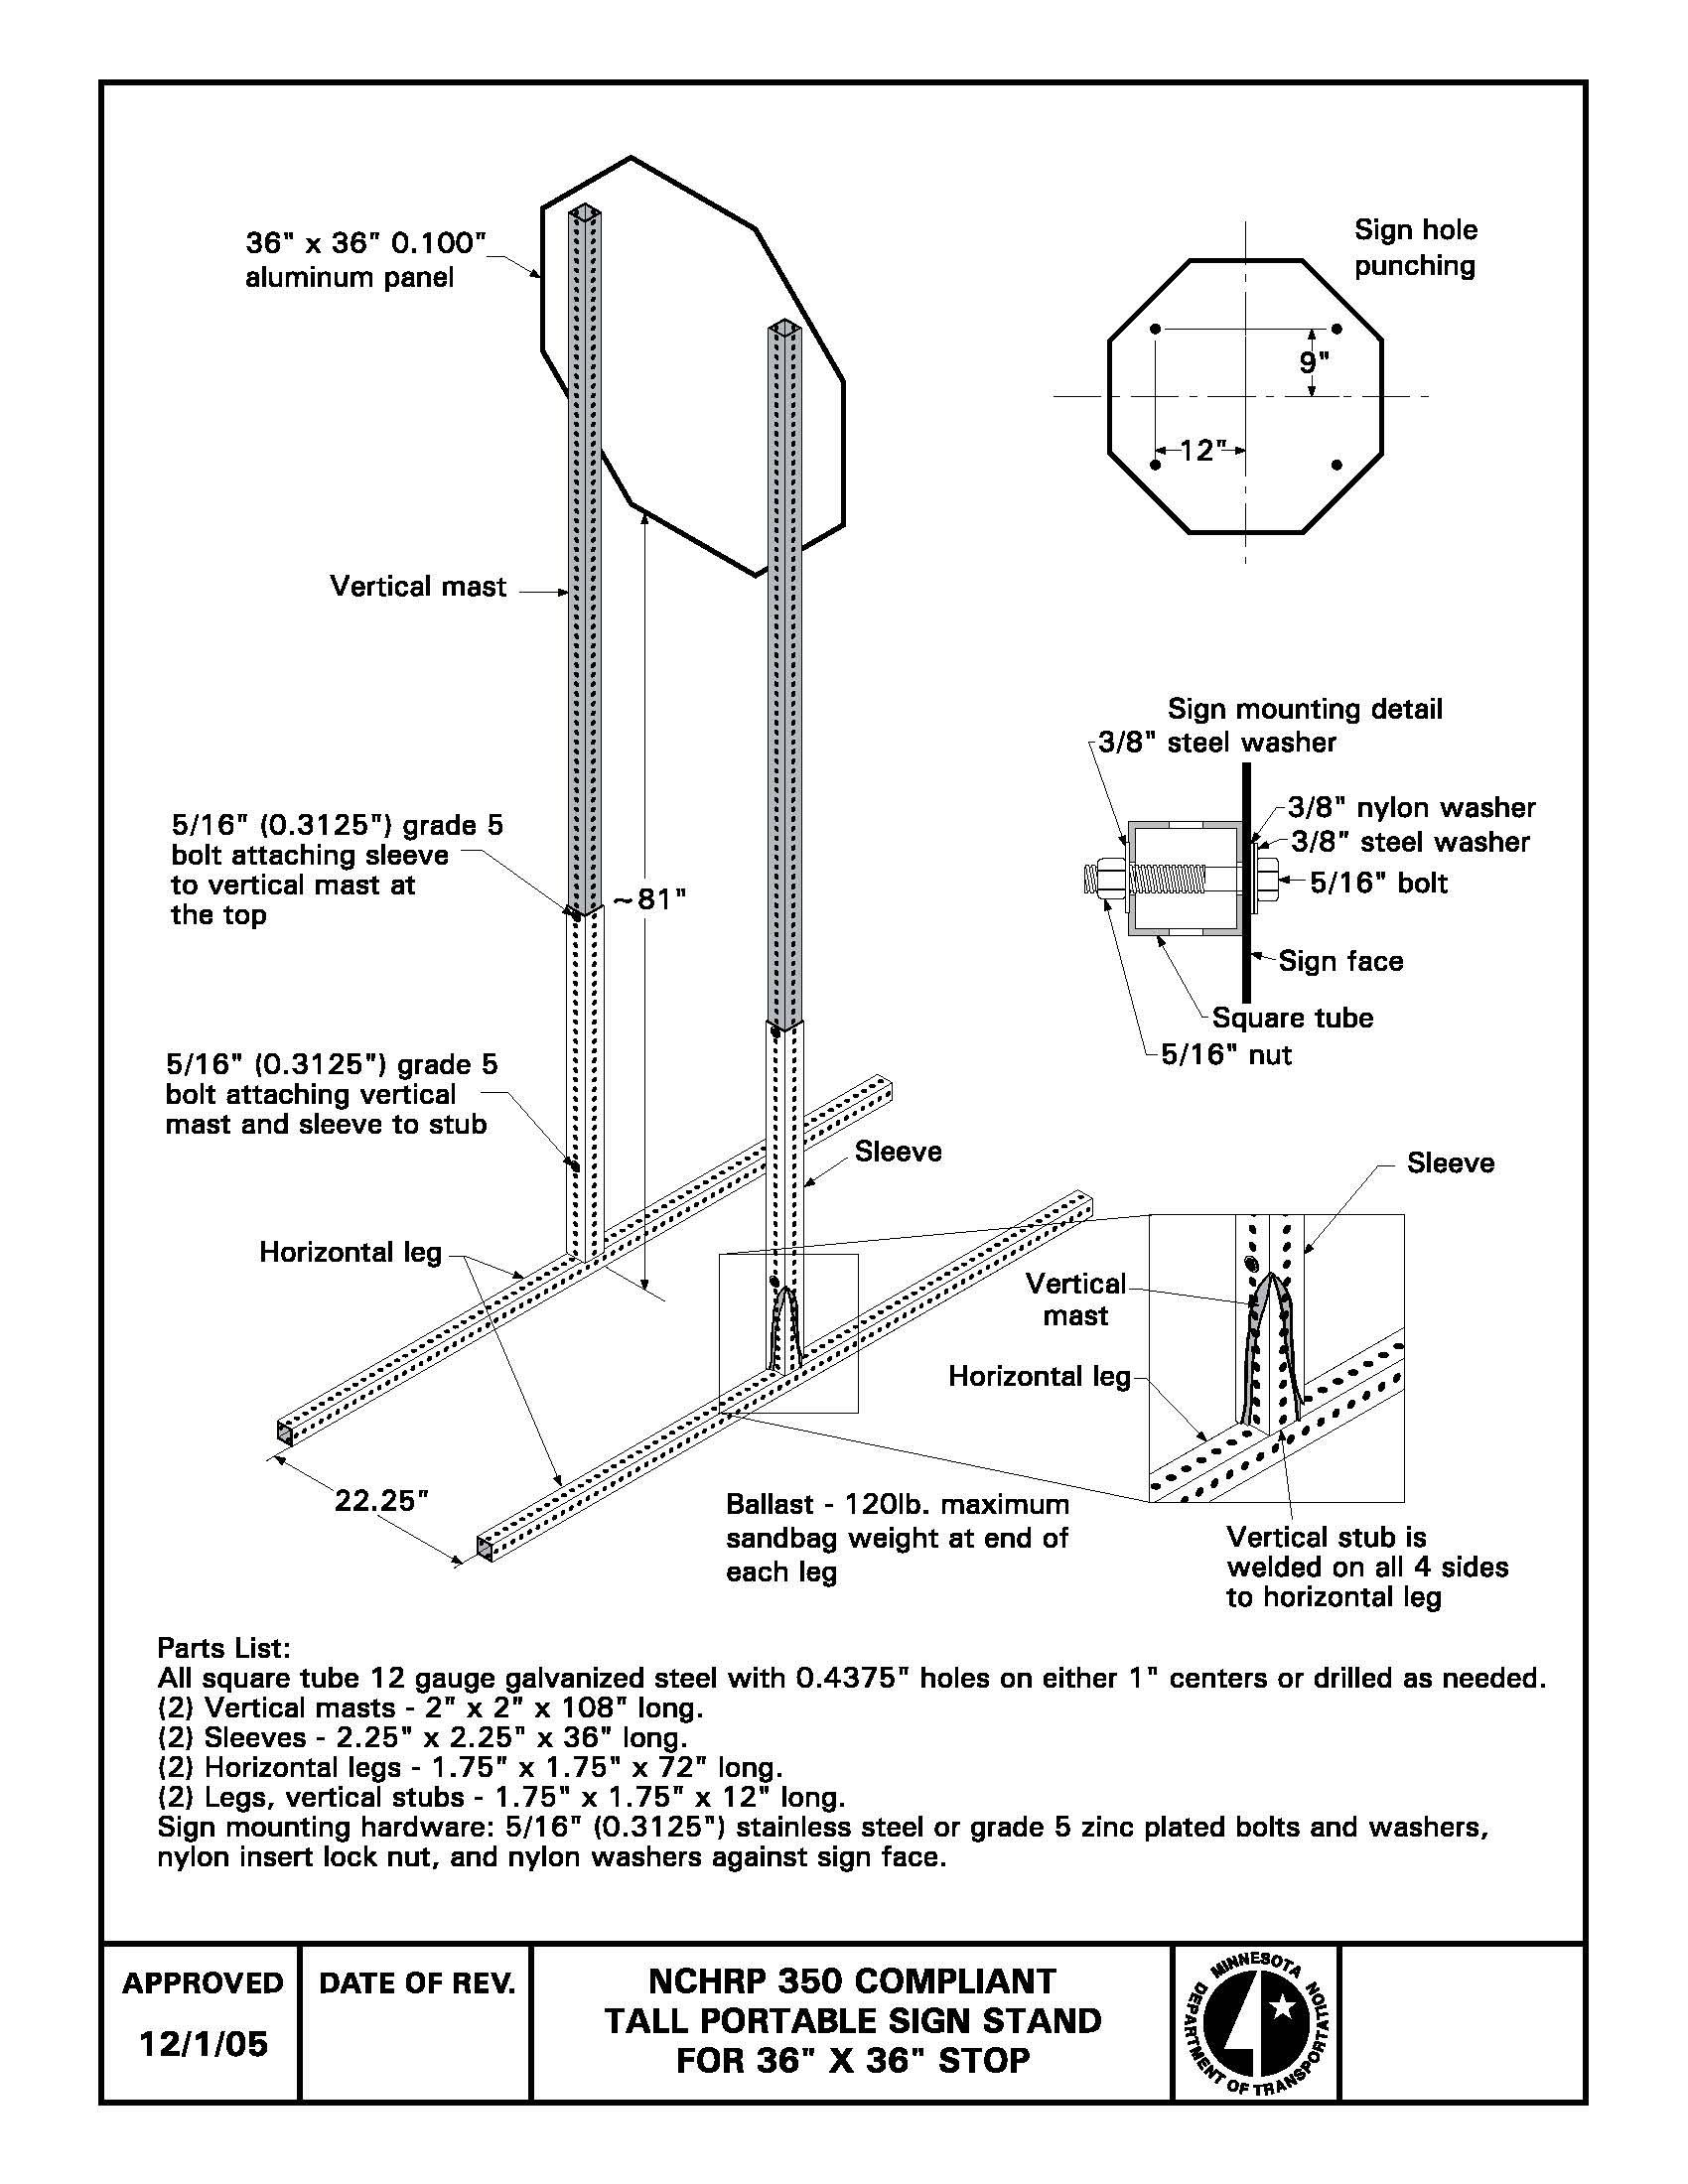 36" x 36" 0.100"
aluminum panel
Sign hole
punching
9"
12"
Vertical mast
Sign mounting detail
3/8" steel washer
3/8" nylon washer
3/8" steel washer
5/16" bolt
Sign face
Square tube
5/16" nut
5/16" (0.3125") grade 5
bolt attaching sleeve
to vertical mast at
the top
~81"
5/16" (0.3125") grade 5
bolt attaching vertical
mast and sleeve to stub
Sleeve
Sleeve
Horizontal leg
Vertical
mast
Horizontal leg
22.25"
Ballast - 120lb. maximum
sandbag weight at end of
each leg
Vertical stub is
welded on all 4 sides
to horizontal leg
Parts List:
All square tube 12 gauge galvanized steel with 0.4375" holes on either 1" centers or drilled as needed.
(2) Vertical masts - 2" x 2" x 108" long.
(2) Sleeves - 2.25" x 2.25" x 36" long.
(2) Horizontal legs - 1.75" x 1.75" x 72" long.
(2) Legs, vertical stubs - 1.75" x 1.75" x 12" long.
Sign mounting hardware: 5/16" (0.3125") stainless steel or grade 5 zinc plated bolts and washers,
nylon insert lock nut, and nylon washers against sign face.
APPROVED
12/1/05
DATE OF REV.
NCHRP 350 COMPLIANT
TALL PORTABLE SIGN STAND
FOR 36" X 36" STOP
MINNESOTA
DEPARTMENT OF TRANSPORTATION